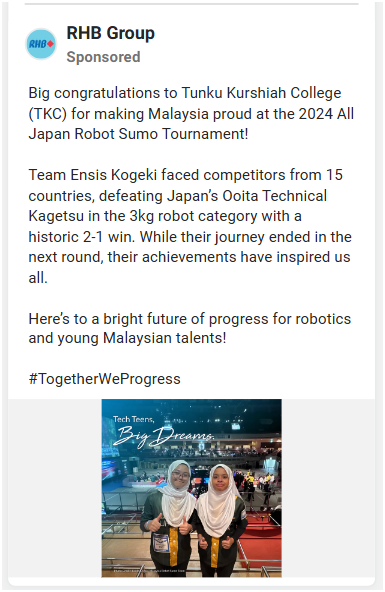 RHB
RHB Group
Sponsored
Big congratulations to Tunku Kurshiah College
(TKC) for making Malaysia proud at the 2024 All
Japan Robot Sumo Tournament!
Team Ensis Kogeki faced competitors from 15
countries, defeating Japan’s Ooita Technical
Kagetsu in the 3kg robot category with a
historic 2-1 win. While their journey ended in the
next round, their achievements have inspired us
all.
Here’s to a bright future of progress for robotics
and young Malaysian talents!
#TogetherWeProgress
Tech Teens,
Big Dreams.